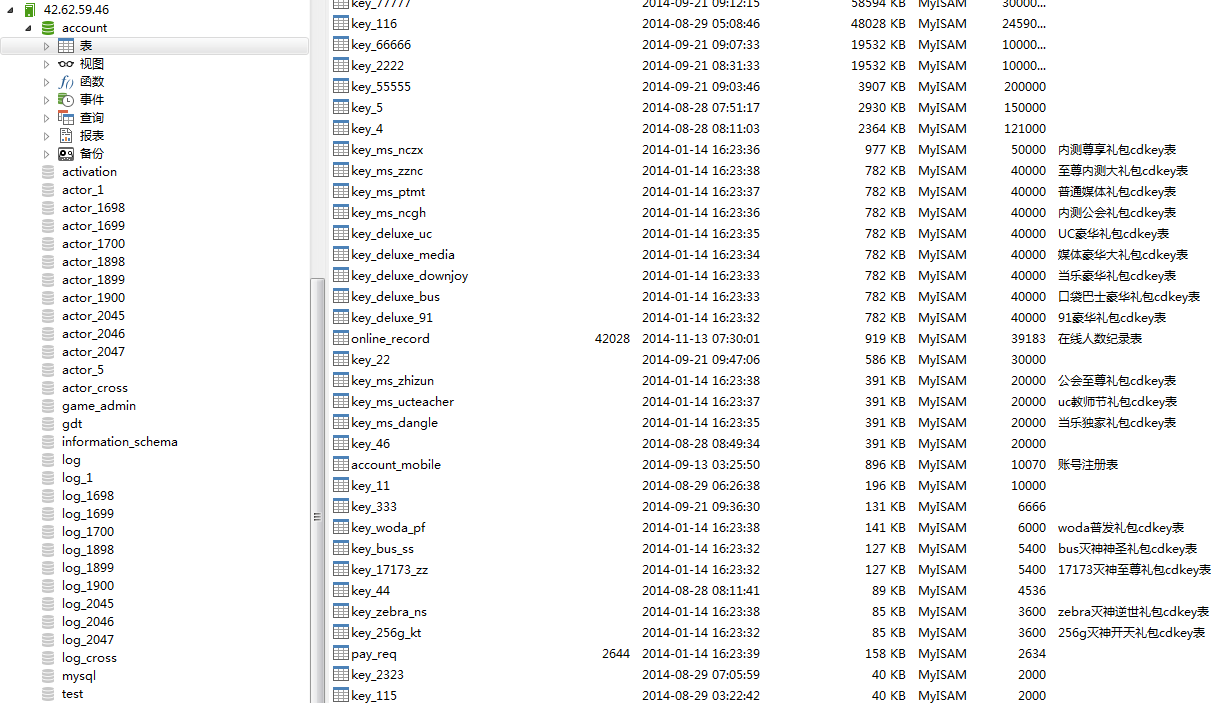 42.62.59.46
account
表
视图
函数
事件
查询
报表
备份
activation
actor_1
actor_1698
actor_1699
actor_1700
actor_1898
actor_1899
actor_1900
actor_2045
actor_2046
actor_2047
actor_5
actor_cross
game_admin
gdt
information_schema
log
log_1
log_1698
log_1699
log_1700
log_1898
log_1899
log_1900
log_2045
log_2046
log_2047
log_cross
mysql
test
key_77777 2014-09-21 09:12:15 58594 KB MyISAM 30000...
key_116 2014-08-29 05:08:46 48028 KB MyISAM 24590...
key_66666 2014-09-21 09:07:33 19532 KB MyISAM 10000...
key_2222 2014-09-21 08:31:33 19532 KB MyISAM 10000...
key_55555 2014-09-21 09:03:46 3907 KB MyISAM 200000
key_5 2014-08-28 07:51:17 2930 KB MyISAM 150000
key_4 2014-08-28 08:11:03 2364 KB MyISAM 121000
key_ms_nczx 2014-01-14 16:23:36 977 KB MyISAM 50000 内测尊享礼包cdkey表
key_ms_zznc 2014-01-14 16:23:38 782 KB MyISAM 40000 至尊内测大礼包cdkey表
key_ms_ptmt 2014-01-14 16:23:37 782 KB MyISAM 40000 普通媒体礼包cdkey表
key_ms_ncgh 2014-01-14 16:23:36 782 KB MyISAM 40000 内测公会礼包cdkey表
key_deluxe_uc 2014-01-14 16:23:35 782 KB MyISAM 40000 UC豪华礼包cdkey表
key_deluxe_media 2014-01-14 16:23:34 782 KB MyISAM 40000 媒体豪华大礼包cdkey表
key_deluxe_downjoy 2014-01-14 16:23:33 782 KB MyISAM 40000 当乐豪华礼包cdkey表
key_deluxe_bus 2014-01-14 16:23:33 782 KB MyISAM 40000 口袋巴士豪华礼包cdkey表
key_deluxe_91 2014-01-14 16:23:32 782 KB MyISAM 40000 91豪华礼包cdkey表
online_record 42028 2014-11-13 07:30:01 919 KB MyISAM 39183 在线人数纪录表
key_22 2014-09-21 09:47:06 586 KB MyISAM 30000
key_ms_zhizun 2014-01-14 16:23:38 391 KB MyISAM 20000 公会至尊礼包cdkey表
key_ms_ucteacher 2014-01-14 16:23:37 391 KB MyISAM 20000 uc教师节礼包cdkey表
key_ms_dangle 2014-01-14 16:23:35 391 KB MyISAM 20000 当乐独家礼包cdkey表
key_46 2014-08-28 08:49:34 391 KB MyISAM 20000
account_mobile 2014-09-13 03:25:50 896 KB MyISAM 10070 账号注册表
key_11 2014-08-29 06:26:38 196 KB MyISAM 10000
key_333 2014-09-21 09:36:30 131 KB MyISAM 6666
key_woda_pf 2014-01-14 16:23:38 141 KB MyISAM 6000 woda普发礼包cdkey表
key_bus_ss 2014-01-14 16:23:32 127 KB MyISAM 5400 bus灭神神圣礼包cdkey表
key_17173_zz 2014-01-14 16:23:32 127 KB MyISAM 5400 17173灭神至尊礼包cdkey表
key_44 2014-08-28 08:11:41 89 KB MyISAM 4536
key_zebra_ns 2014-01-14 16:23:38 85 KB MyISAM 3600 zebra灭神逆世礼包cdkey表
key_256g_kt 2014-01-14 16:23:32 85 KB MyISAM 3600 256g灭神开天礼包cdkey表
pay_req 2644 2014-01-14 16:23:39 158 KB MyISAM 2634
key_2323 2014-08-29 07:05:59 40 KB MyISAM 2000
key_115 2014-08-29 03:22:42 40 KB MyISAM 2000